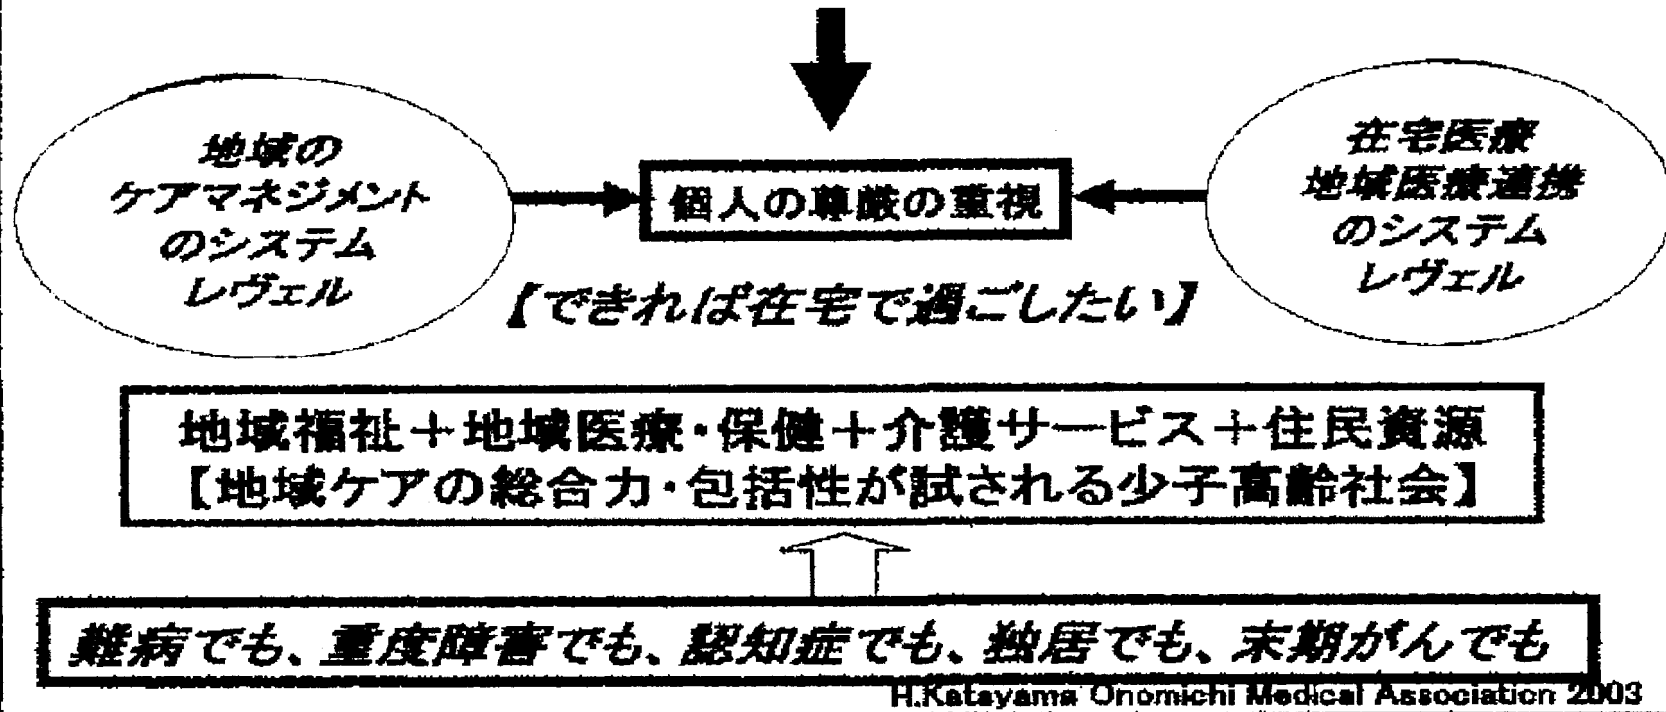 地域の
ケアマネジメント
のシステム
レヴェル
個人の尊厳の重視
在宅医療
地域医療連携
のシステム
レヴェル
【できれば在宅で過ごしたい】
地域福祉＋地域医療・保健＋介護サービス＋住民資源
【地域ケアの総合力・包括性が試される少子高齢社会】
難病でも、重度障害でも、認知症でも、独居でも、末期がんでも
H.Katayama Onomichi Medical Association 2003